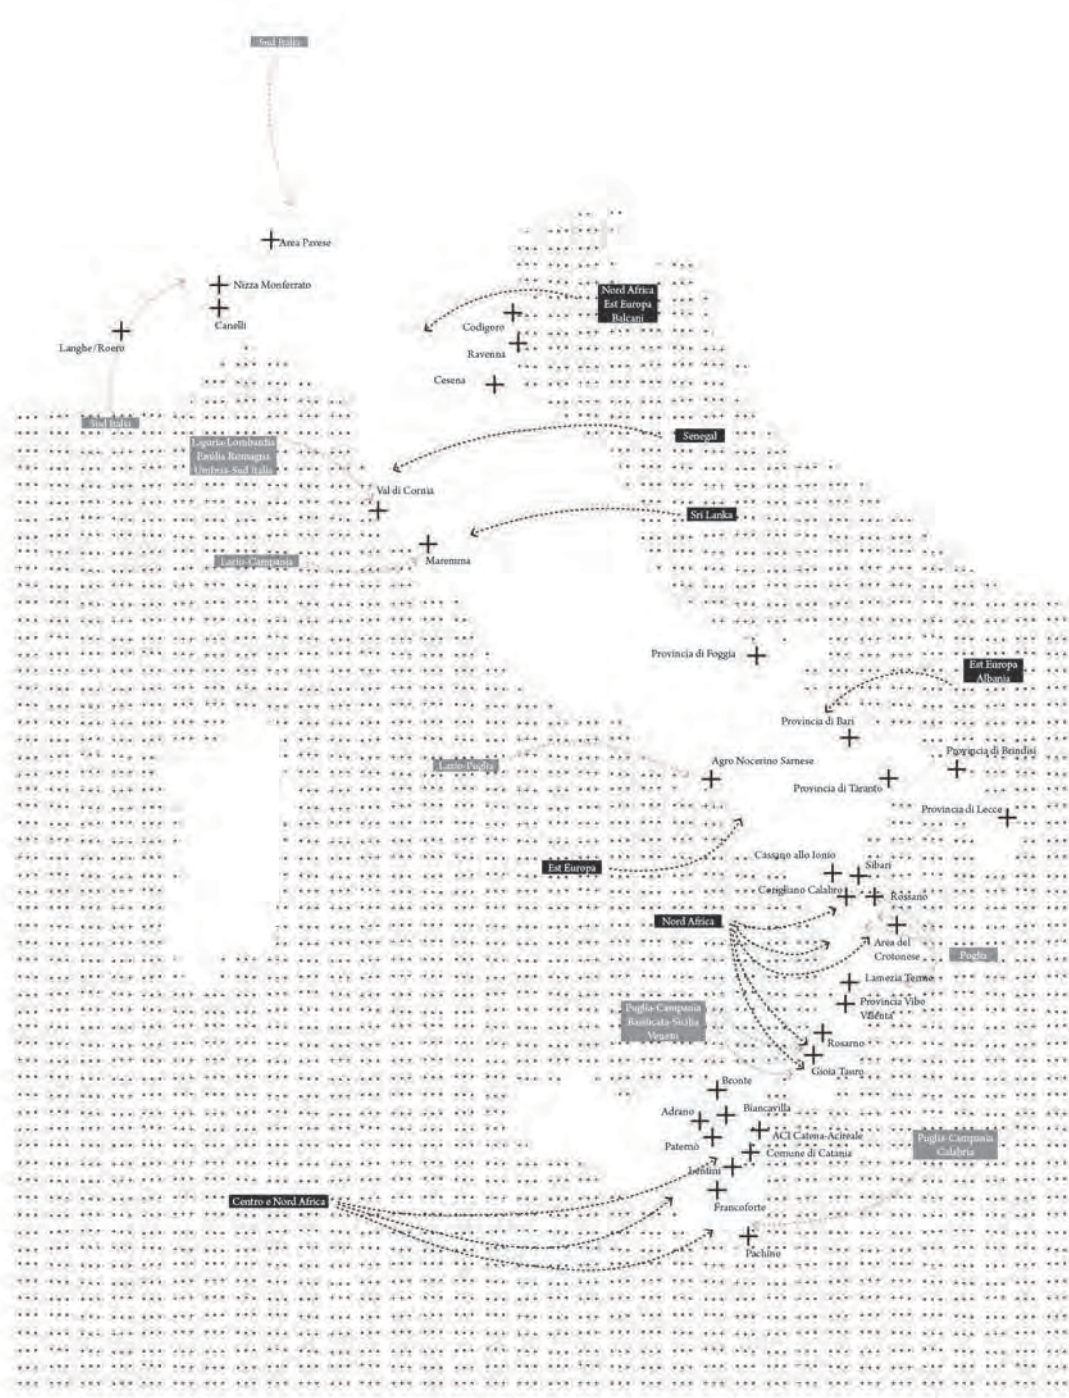 Sud Italia
Area Pavese
Nizza Monferrato
Canelli
Langhe/Roero
Sud Italia
Nord Africa
Est Europa
Balcani
Codigoro
Ravenna
Cesena
Liguria-Lombardia
Emilia Romagna
Umbria-Sud Italia
Senegal
Val di Cornia
Sri Lanka
Maremma
Lazio-Campania
Provincia di Foggia
Est Europa
Albania
Provincia di Bari
Provincia di Brindisi
Lazio-Puglia
Agro Nocerino Sarnese
Provincia di Taranto
Provincia di Lecce
Est Europa
Cassano allo Ionio
Sibari
Corigliano Calabro
Rossano
Nord Africa
Area del
Crotonese
Puglia
Lamezia Terme
Provincia Vibo
Valenta
Puglia-Campania
Basilicata-Sicilia
Veneto
Rosarno
Gioia Tauro
Bronte
Adrano
Biancavilla
ACI Catena-Acireale
Paternò
Comune di Catania
Lentini
Puglia-Campania
Calabria
Centro e Nord Africa
Francoforte
Pachino